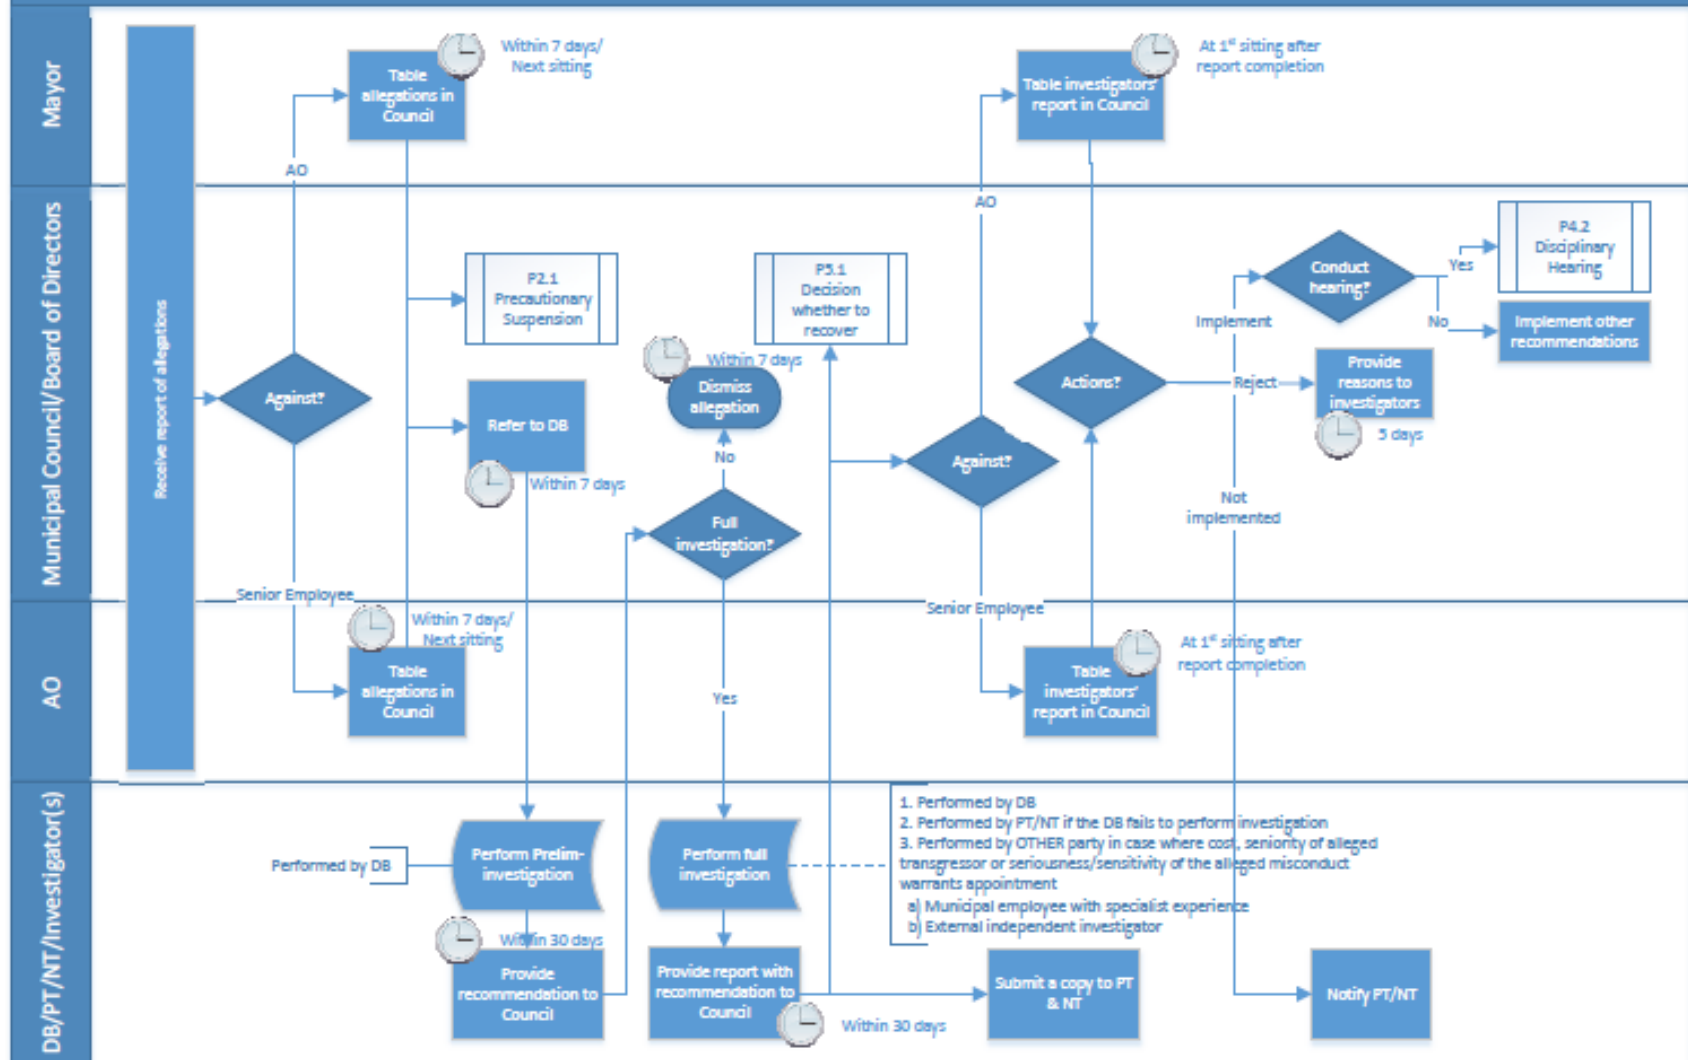 Mayor
Municipal Council/Board of Directors
AO
DB/PT/NT/Investigator(s)
Receive report of allegations
Against?
AO
Senior Employee
Table
allegations in
Council
Within 7 days/
Next sitting
Table
allegations in
Council
Within 7 days/
Next sitting
P2.1
Precautionary
Suspension
Refer to DB
Within 7 days
Performed by DB
Perform Prelim-
investigation
Within 30 days
Provide
recommendation to
Council
Full
investigation?
No
Within 7 days
Dismiss
allegation
Yes
Perform full
investigation
1. Performed by DB
2. Performed by PT/NT if the DB fails to perform investigation
3. Performed by OTHER party in case where cost, seniority of alleged
transgressor or seriousness/sensitivity of the alleged misconduct
warrants appointment
a) Municipal employee with specialist experience
b) External independent investigator
Provide report with
recommendation to
Council
Within 30 days
Submit a copy to PT
& NT
P5.1
Decision
whether to
recover
Against?
AO
Senior Employee
Table investigators'
report in Council
At 1st sitting after
report completion
Table
investigators'
report in Council
At 1st sitting after
report completion
Actions?
Implement
Reject
Not
implemented
Conduct
hearing?
Yes
No
P4.2
Disciplinary
Hearing
Implement other
recommendations
Provide
reasons to
investigators
5 days
Notify PT/NT